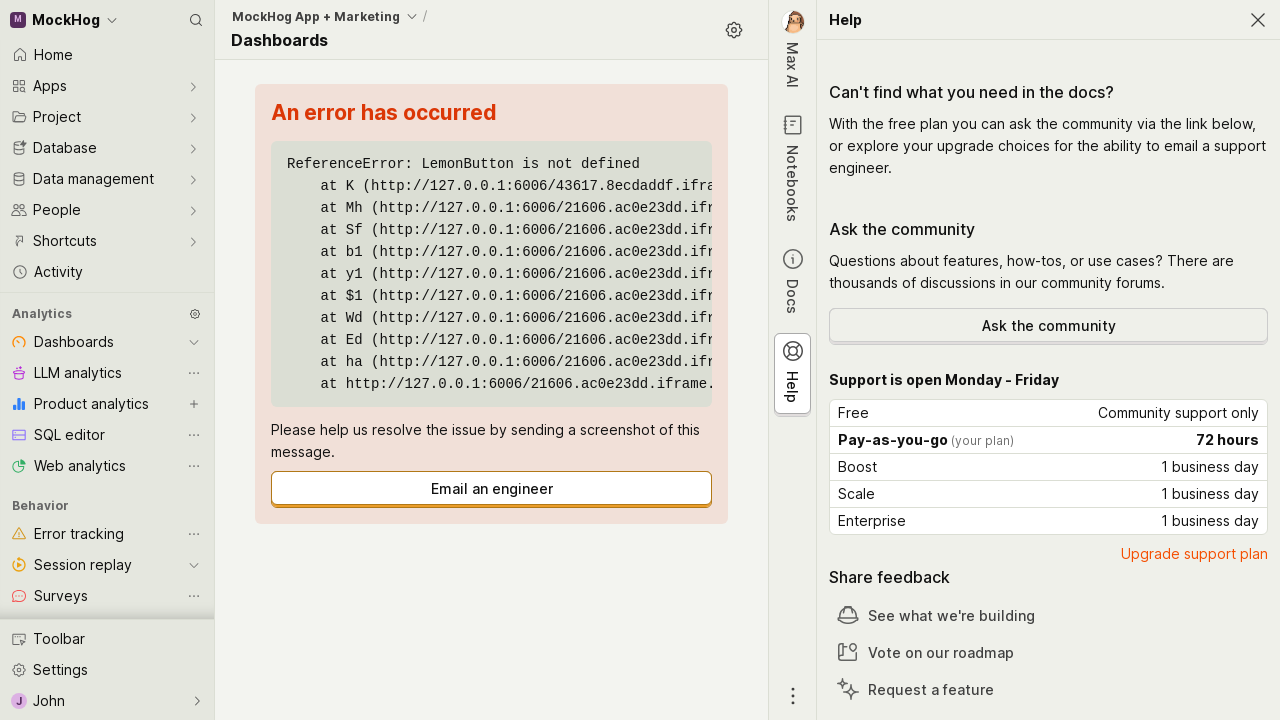 M MockHog
Home
Apps
Project
Database
Data management
People
Shortcuts
Activity
Analytics
Dashboards
LLM analytics
Product analytics
SQL editor
Web analytics
Behavior
Error tracking
Session replay
Surveys
Toolbar
Settings
J John
MockHog App + Marketing /
Dashboards
An error has occurred
ReferenceError: LemonButton is not defined
at K (http://127.0.0.1:6006/43617.8ecdaddf.ifra
at Mh (http://127.0.0.1:6006/21606.ac0e23dd.ifr
at Sf (http://127.0.0.1:6006/21606.ac0e23dd.ifr
at b1 (http://127.0.0.1:6006/21606.ac0e23dd.ifr
at y1 (http://127.0.0.1:6006/21606.ac0e23dd.ifr
at $1 (http://127.0.0.1:6006/21606.ac0e23dd.ifr
at Wd (http://127.0.0.1:6006/21606.ac0e23dd.ifr
at Ed (http://127.0.0.1:6006/21606.ac0e23dd.ifr
at ha (http://127.0.0.1:6006/21606.ac0e23dd.ifr
at http://127.0.0.1:6006/21606.ac0e23dd.iframe.
Please help us resolve the issue by sending a screenshot of this
message.
Email an engineer
Max AI
Notebooks
Docs
Help
Help
Can't find what you need in the docs?
With the free plan you can ask the community via the link below,
or explore your upgrade choices for the ability to email a support
engineer.
Ask the community
Questions about features, how-tos, or use cases? There are
thousands of discussions in our community forums.
Ask the community
Support is open Monday - Friday
Free Community support only
Pay-as-you-go (your plan) 72 hours
Boost 1 business day
Scale 1 business day
Enterprise 1 business day
Upgrade support plan
Share feedback
See what we're building
Vote on our roadmap
Request a feature